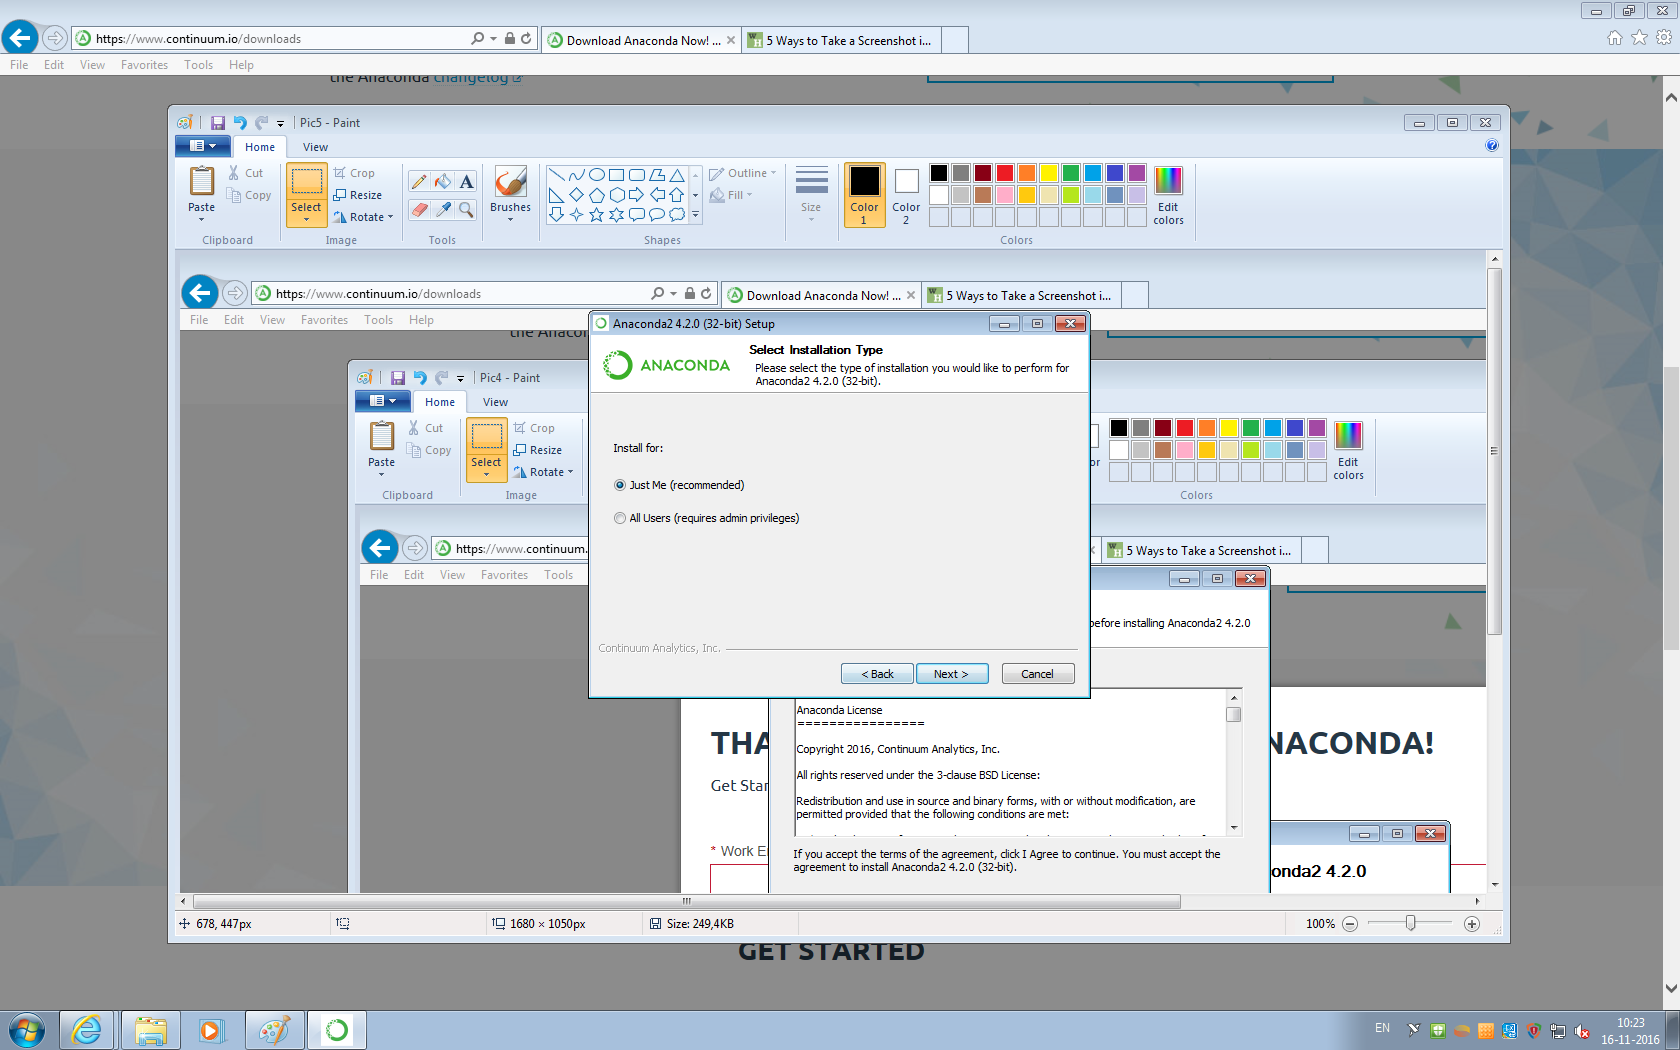 https://www.continuum.io/downloads
Download Anaconda Now! ...
5 Ways to Take a Screenshot i...
File Edit View Favorites Tools Help
the Anaconda changelog
Pic5 - Paint
Home View
Paste
Cut
Copy
Clipboard
Select
Crop
Resize
Rotate
Image
A
Tools
Brushes
Outline
Fill
Shapes
Size
Color 1
Color 2
Edit colors
Colors
https://www.continuum.io/downloads
Download Anaconda Now! ...
5 Ways to Take a Screenshot i...
File Edit View Favorites Tools Help
Pic4 - Paint
Home View
Paste
Cut
Copy
Clipboard
Select
Crop
Resize
Rotate
Image
Edit colors
Colors
https://www.continuum.
5 Ways to Take a Screenshot i...
File Edit View Favorites Tools
Anaconda2 4.2.0 (32-bit) Setup
ANACONDA
Select Installation Type
Please select the type of installation you would like to perform for
Anaconda2 4.2.0 (32-bit).
Install for:
Just Me (recommended)
All Users (requires admin privileges)
Continuum Analytics, Inc.
< Back Next > Cancel
before installing Anaconda2 4.2.0
Anaconda License
================
Copyright 2016, Continuum Analytics, Inc.
All rights reserved under the 3-clause BSD License:
Redistribution and use in source and binary forms, with or without modification, are
permitted provided that the following conditions are met:
If you accept the terms of the agreement, click I Agree to continue. You must accept the
agreement to install Anaconda2 4.2.0 (32-bit).
THA
NACONDA!
Get Star
* Work E
onda2 4.2.0
678, 447px
1680 × 1050px
Size: 249,4KB
100%
GET STARTED
EN
10:23
16-11-2016